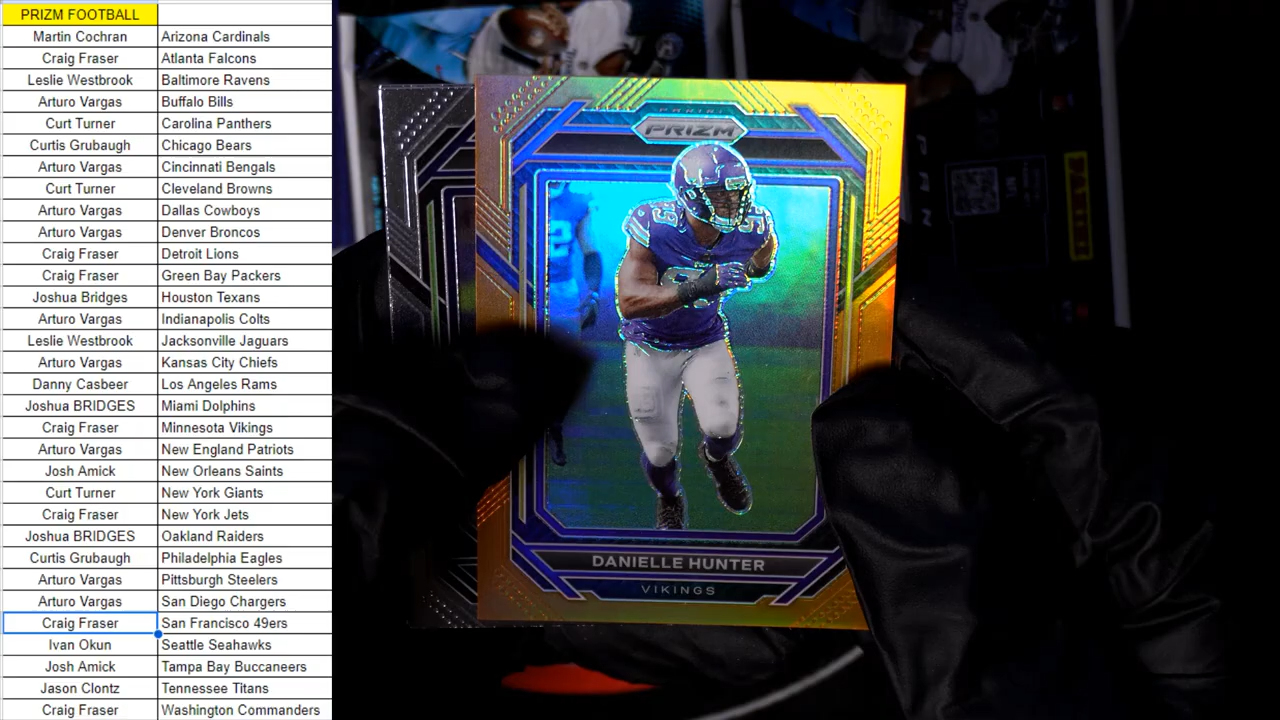 PRIZM FOOTBALL
Martin Cochran Arizona Cardinals
Craig Fraser Atlanta Falcons
Leslie Westbrook Baltimore Ravens
Arturo Vargas Buffalo Bills
Curt Turner Carolina Panthers
Curtis Grubaugh Chicago Bears
Arturo Vargas Cincinnati Bengals
Curt Turner Cleveland Browns
Arturo Vargas Dallas Cowboys
Arturo Vargas Denver Broncos
Craig Fraser Detroit Lions
Craig Fraser Green Bay Packers
Joshua Bridges Houston Texans
Arturo Vargas Indianapolis Colts
Leslie Westbrook Jacksonville Jaguars
Arturo Vargas Kansas City Chiefs
Danny Casbeer Los Angeles Rams
Joshua BRIDGES Miami Dolphins
Craig Fraser Minnesota Vikings
Arturo Vargas New England Patriots
Josh Amick New Orleans Saints
Curt Turner New York Giants
Craig Fraser New York Jets
Joshua BRIDGES Oakland Raiders
Curtis Grubaugh Philadelphia Eagles
Arturo Vargas Pittsburgh Steelers
Arturo Vargas San Diego Chargers
Craig Fraser San Francisco 49ers
Ivan Okun Seattle Seahawks
Josh Amick Tampa Bay Buccaneers
Jason Clontz Tennessee Titans
Craig Fraser Washington Commanders
PANINI
PRIZM
DANIELLE HUNTER
VIKINGS